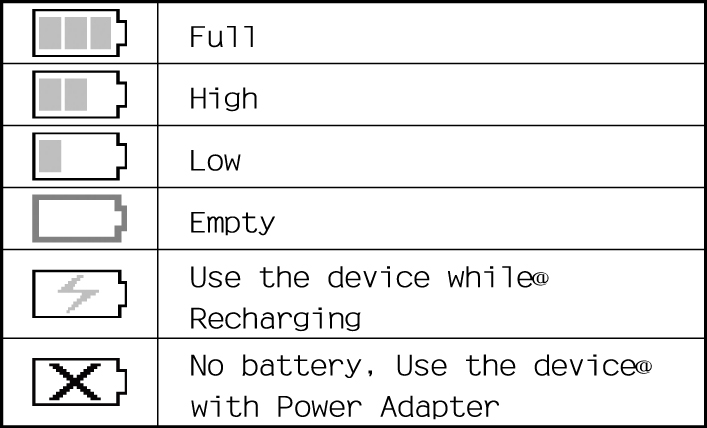 Full
High
Low
Empty
Use the device while@
Recharging
No battery, Use the device@
with Power Adapter